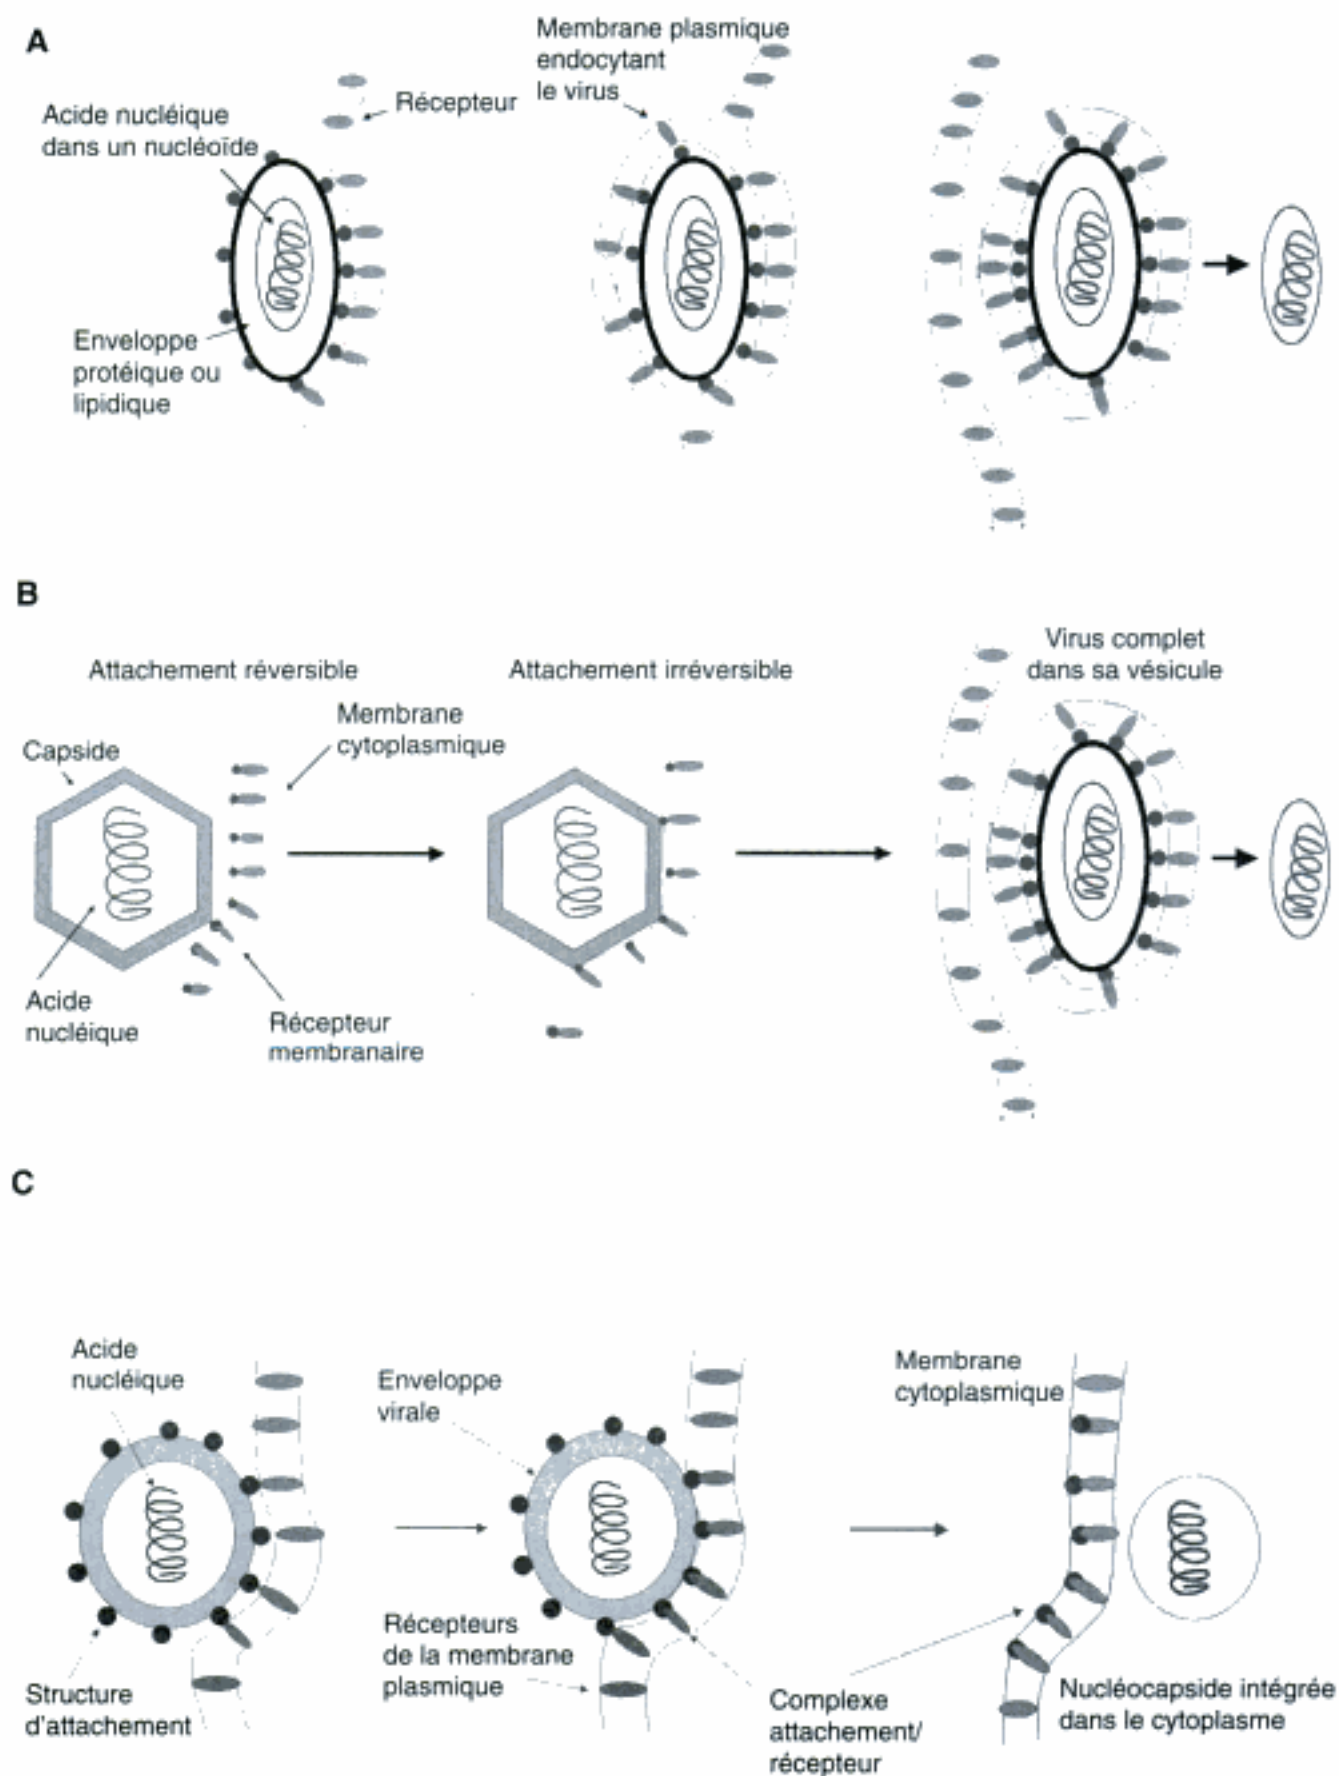 A
Membrane plasmique
endocytant
le virus
Récepteur
Acide nucléique
dans un nucléoïde
Enveloppe
protéique ou
lipidique
B
Attachement réversible
Attachement irréversible
Virus complet
dans sa vésicule
Membrane
cytoplasmique
Capside
Acide
nucléique
Récepteur
membranaire
C
Acide
nucléique
Enveloppe
virale
Membrane
cytoplasmique
Structure
d'attachement
Récepteurs
de la membrane
plasmique
Complexe
attachement/
récepteur
Nucléocapside intégrée
dans le cytoplasme